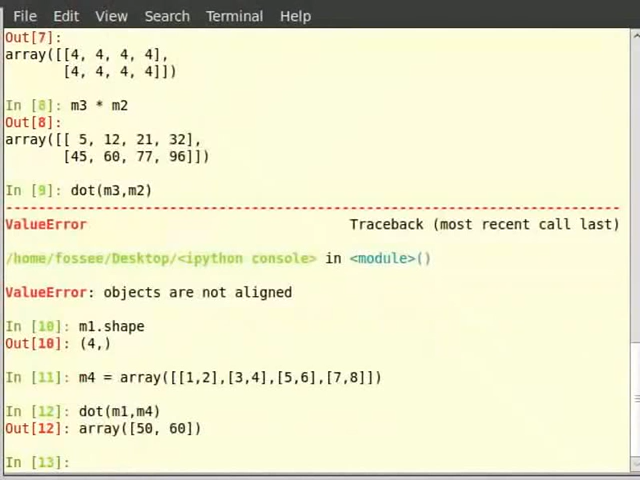 File Edit View Search Terminal Help
Out[7]:
array([[4, 4, 4, 4],
       [4, 4, 4, 4]])
In [8]: m3 * m2
Out[8]:
array([[ 5, 12, 21, 32],
       [45, 60, 77, 96]])
In [9]: dot(m3,m2)
---------------------------------------------------------------------------
ValueError                                Traceback (most recent call last)
/home/fossee/Desktop/<ipython console> in <module>()
ValueError: objects are not aligned
In [10]: m1.shape
Out[10]: (4,)
In [11]: m4 = array([[1,2],[3,4],[5,6],[7,8]])
In [12]: dot(m1,m4)
Out[12]: array([50, 60])
In [13]: